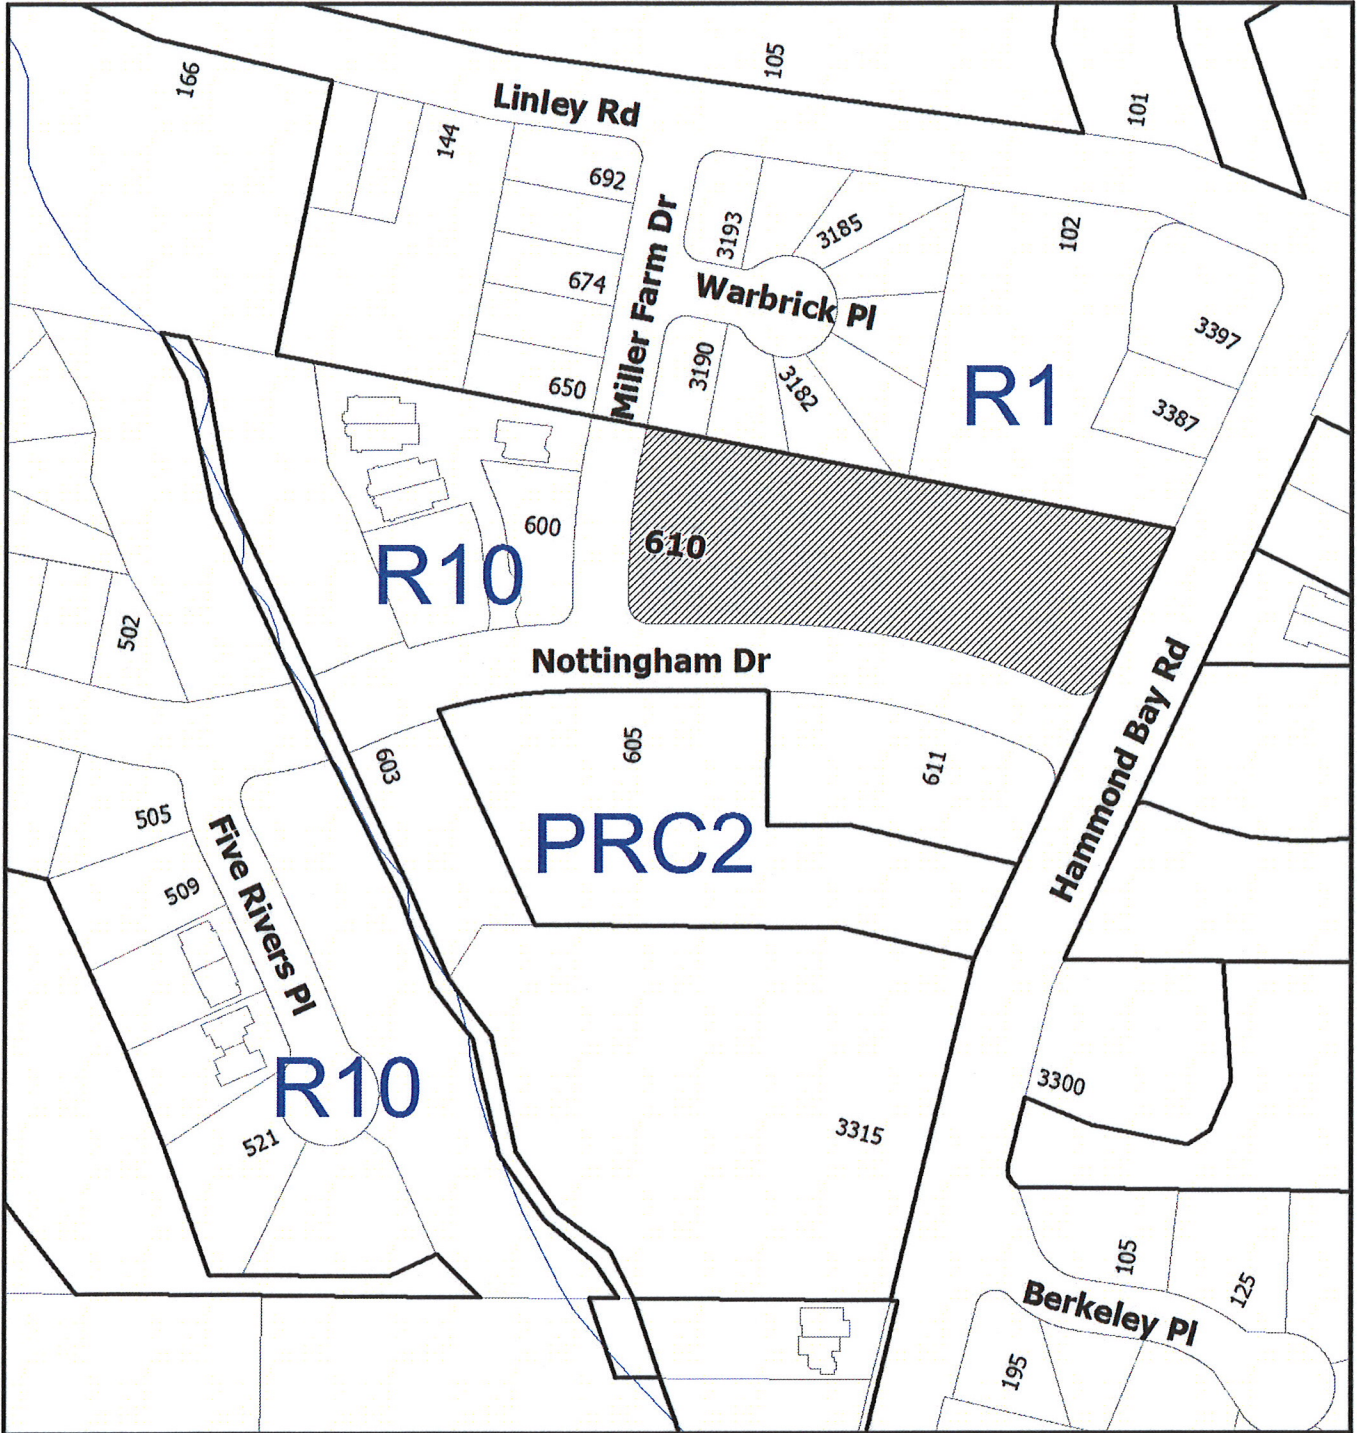 166
105
101
Linley Rd
144
692
Miller Farm Dr
3193
3185
102
674
Warbrick Pl
3397
3190
3182
650
R1
3387
600
610
R10
502
Nottingham Dr
603
605
611
Hammond Bay Rd
505
PRC2
509
Five Rivers Pl
R10
3300
521
3315
105
125
Berkeley Pl
195